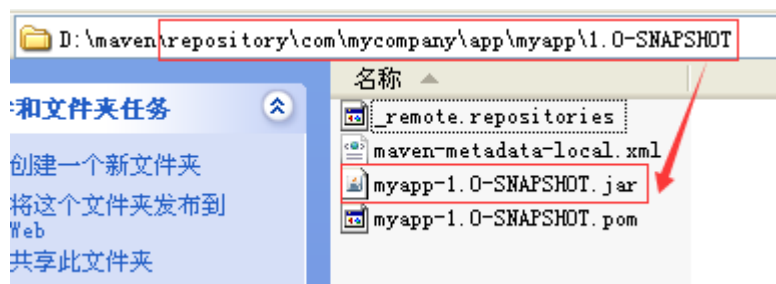 D:\maven\repository\com\mycompany\app\myapp\1.0-SNAPSHOT
名称
和文件夹任务
_remote.repositories
maven-metadata-local.xml
创建一个新文件夹
myapp-1.0-SNAPSHOT.jar
将这个文件夹发布到
Web
myapp-1.0-SNAPSHOT.pom
共享此文件夹